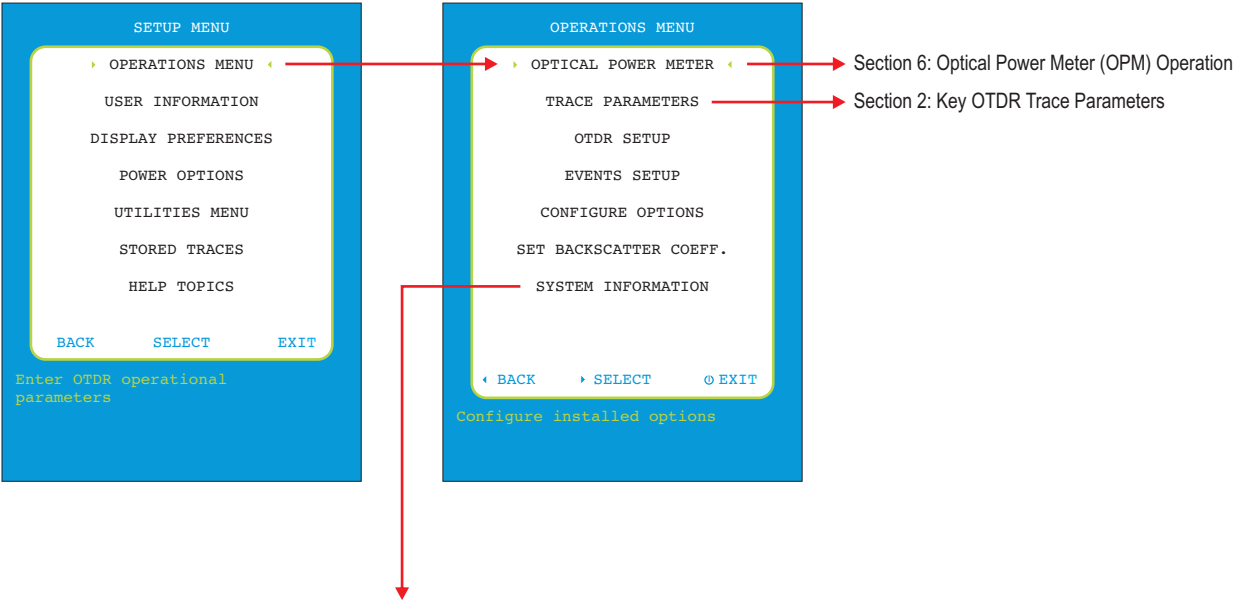 SETUP MENU
OPERATIONS MENU
USER INFORMATION
DISPLAY PREFERENCES
POWER OPTIONS
UTILITIES MENU
STORED TRACES
HELP TOPICS
BACK SELECT EXIT
Enter OTDR operational
parameters
OPERATIONS MENU
OPTICAL POWER METER
TRACE PARAMETERS
OTDR SETUP
EVENTS SETUP
CONFIGURE OPTIONS
SET BACKSCATTER COEFF.
SYSTEM INFORMATION
BACK SELECT EXIT
Configure installed options
Section 6: Optical Power Meter (OPM) Operation
Section 2: Key OTDR Trace Parameters